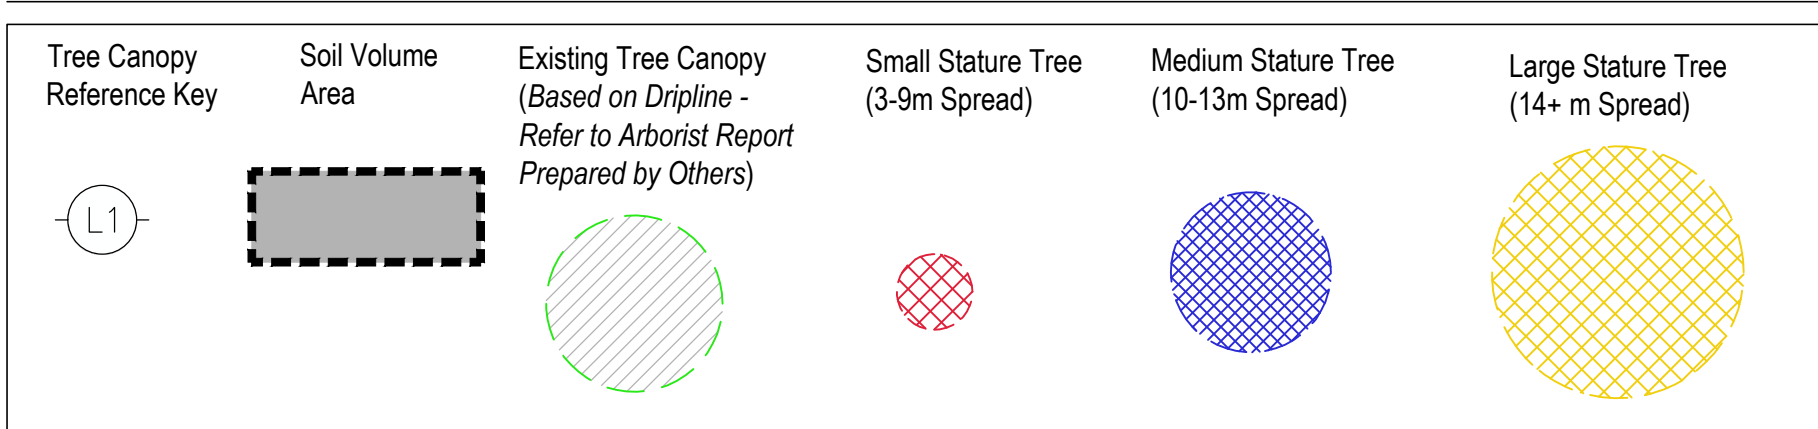 Tree Canopy
Reference Key
Soil Volume
Area
Existing Tree Canopy
(Based on Dripline -
Refer to Arborist Report
Prepared by Others)
Small Stature Tree
(3-9m Spread)
Medium Stature Tree
(10-13m Spread)
Large Stature Tree
(14+ m Spread)
L1